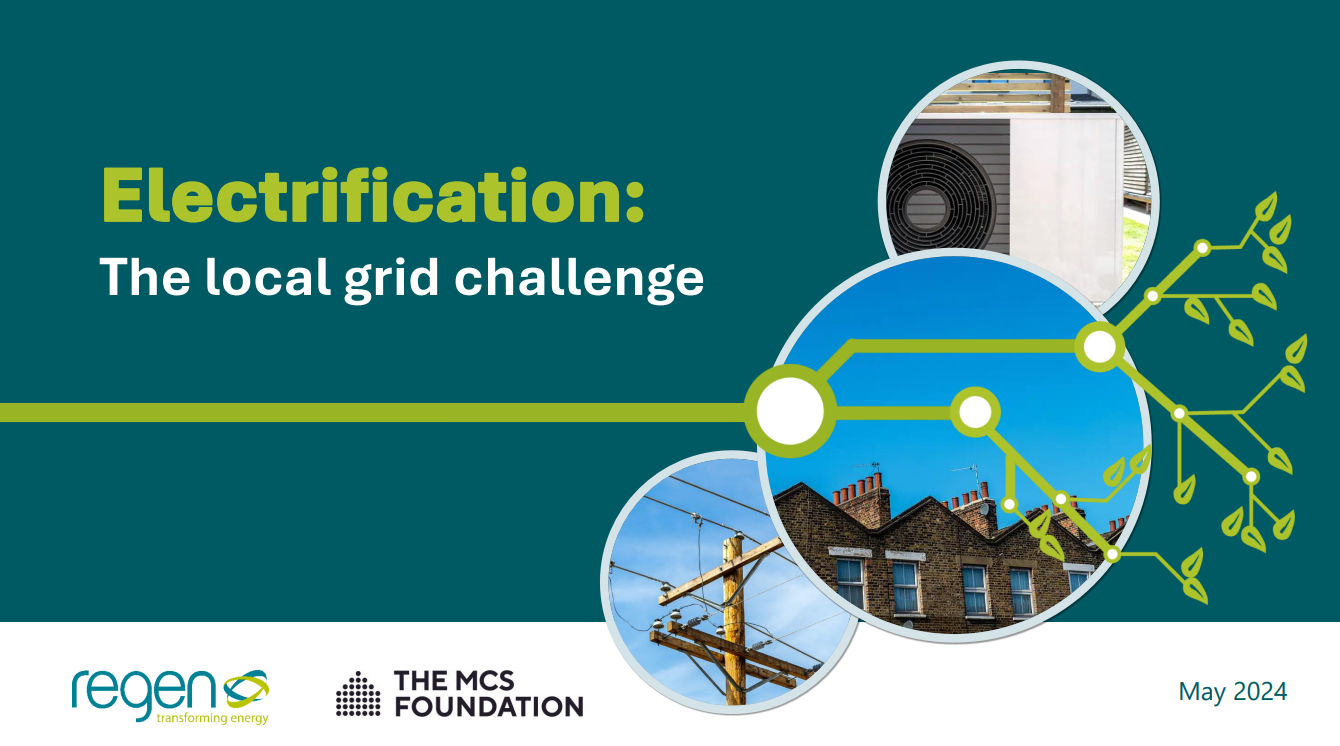 Electrification:
The local grid challenge
regen
transforming energy
THE MCS
FOUNDATION
May 2024